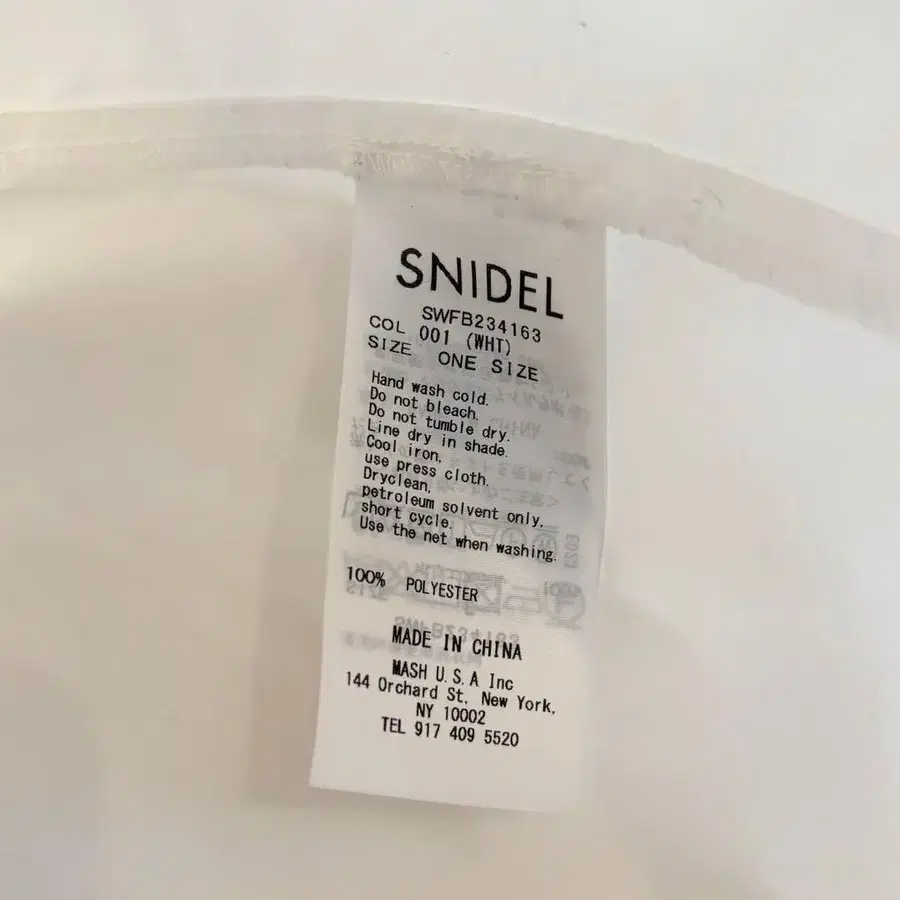 SNIDEL
SWFB234163
COL 001 (WHT)
SIZE ONE SIZE
Hand wash cold.
Do not bleach.
Do not tumble dry.
Line dry in shade.
Cool iron,
use press cloth.
Dryclean,
petroleum solvent only,
short cycle.
Use the net when washing.
100% POLYESTER
MADE IN CHINA
MASH U.S.A Inc
144 Orchard St, New York,
NY 10002
TEL 917 409 5520